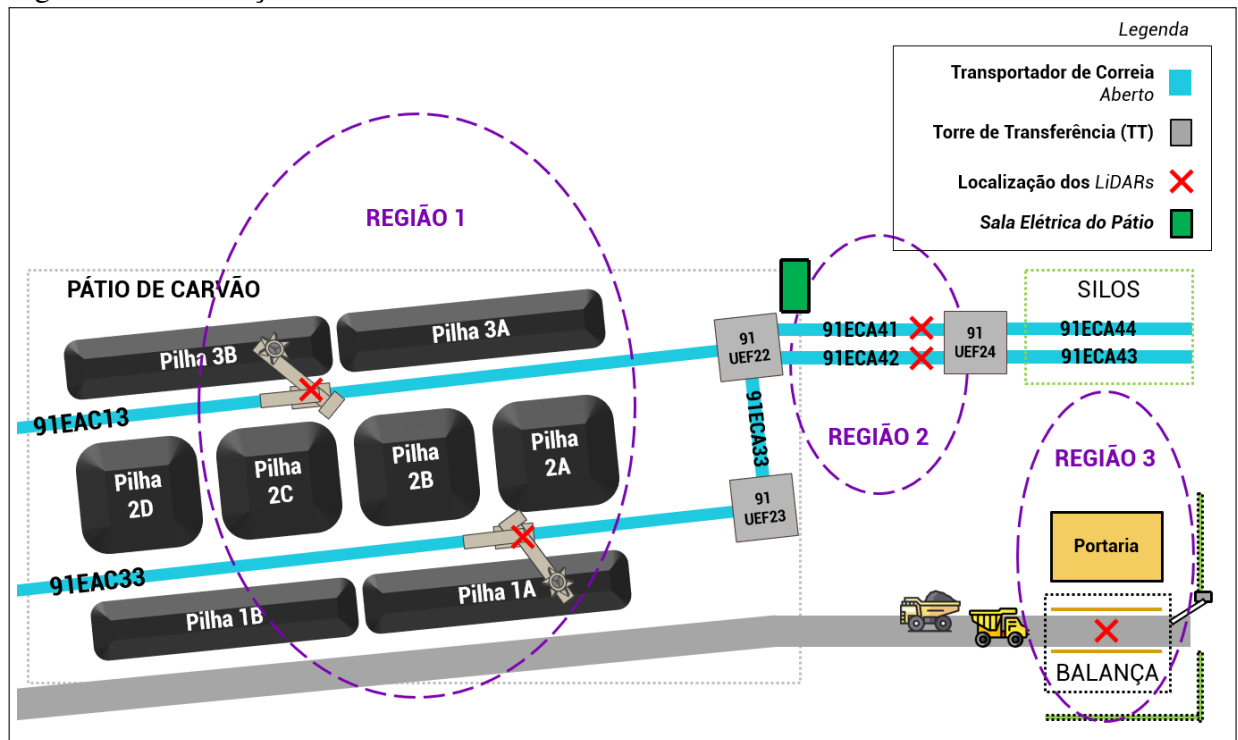 Legenda
Transportador de Correia
Aberto
Torre de Transferência (TT)
Localização dos LiDARs
Sala Elétrica do Pátio
REGIÃO 1
PÁTIO DE CARVÃO
SILOS
Pilha 3A
Pilha 3B
91
UEF22
91ECA41
91ECA42
91
UEF24
91ECA44
91ECA43
91EAC13
91ECA33
REGIÃO 2
REGIÃO 3
Pilha
2D
Pilha
2C
Pilha
2B
Pilha
2A
91
UEF23
Portaria
91EAC33
Pilha 1B
Pilha 1A
BALANÇA